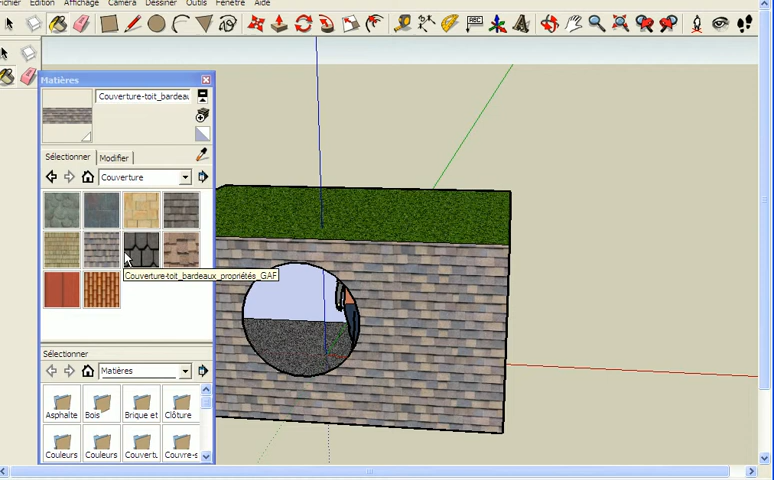 Fichier Edition Affichage Caméra Dessiner Outils Fenêtre Aide
ABC
Matières
Couverture-toit_bardeau
Sélectionner Modifier
Couverture
Couverture-toit_bardeaux_propriétés_GAF
Sélectionner
Matières
Asphalte Bois Brique et Clôture
Couleurs Couleurs Couvert. Couvre-s